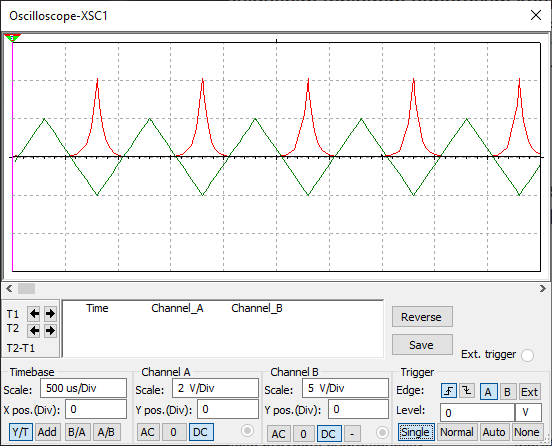 Oscilloscope-XSC1
T1
T2
T2-T1
Time Channel_A Channel_B
Reverse
Save
Ext. trigger
Timebase
Scale: 500 us/Div
X pos.(Div): 0
Y/T Add B/A A/B
Channel A
Scale: 2 V/Div
Y pos.(Div): 0
AC 0 DC
Channel B
Scale: 5 V/Div
Y pos.(Div): 0
AC 0 DC -
Trigger
Edge: A B Ext
Level: 0 V
Single Normal Auto None